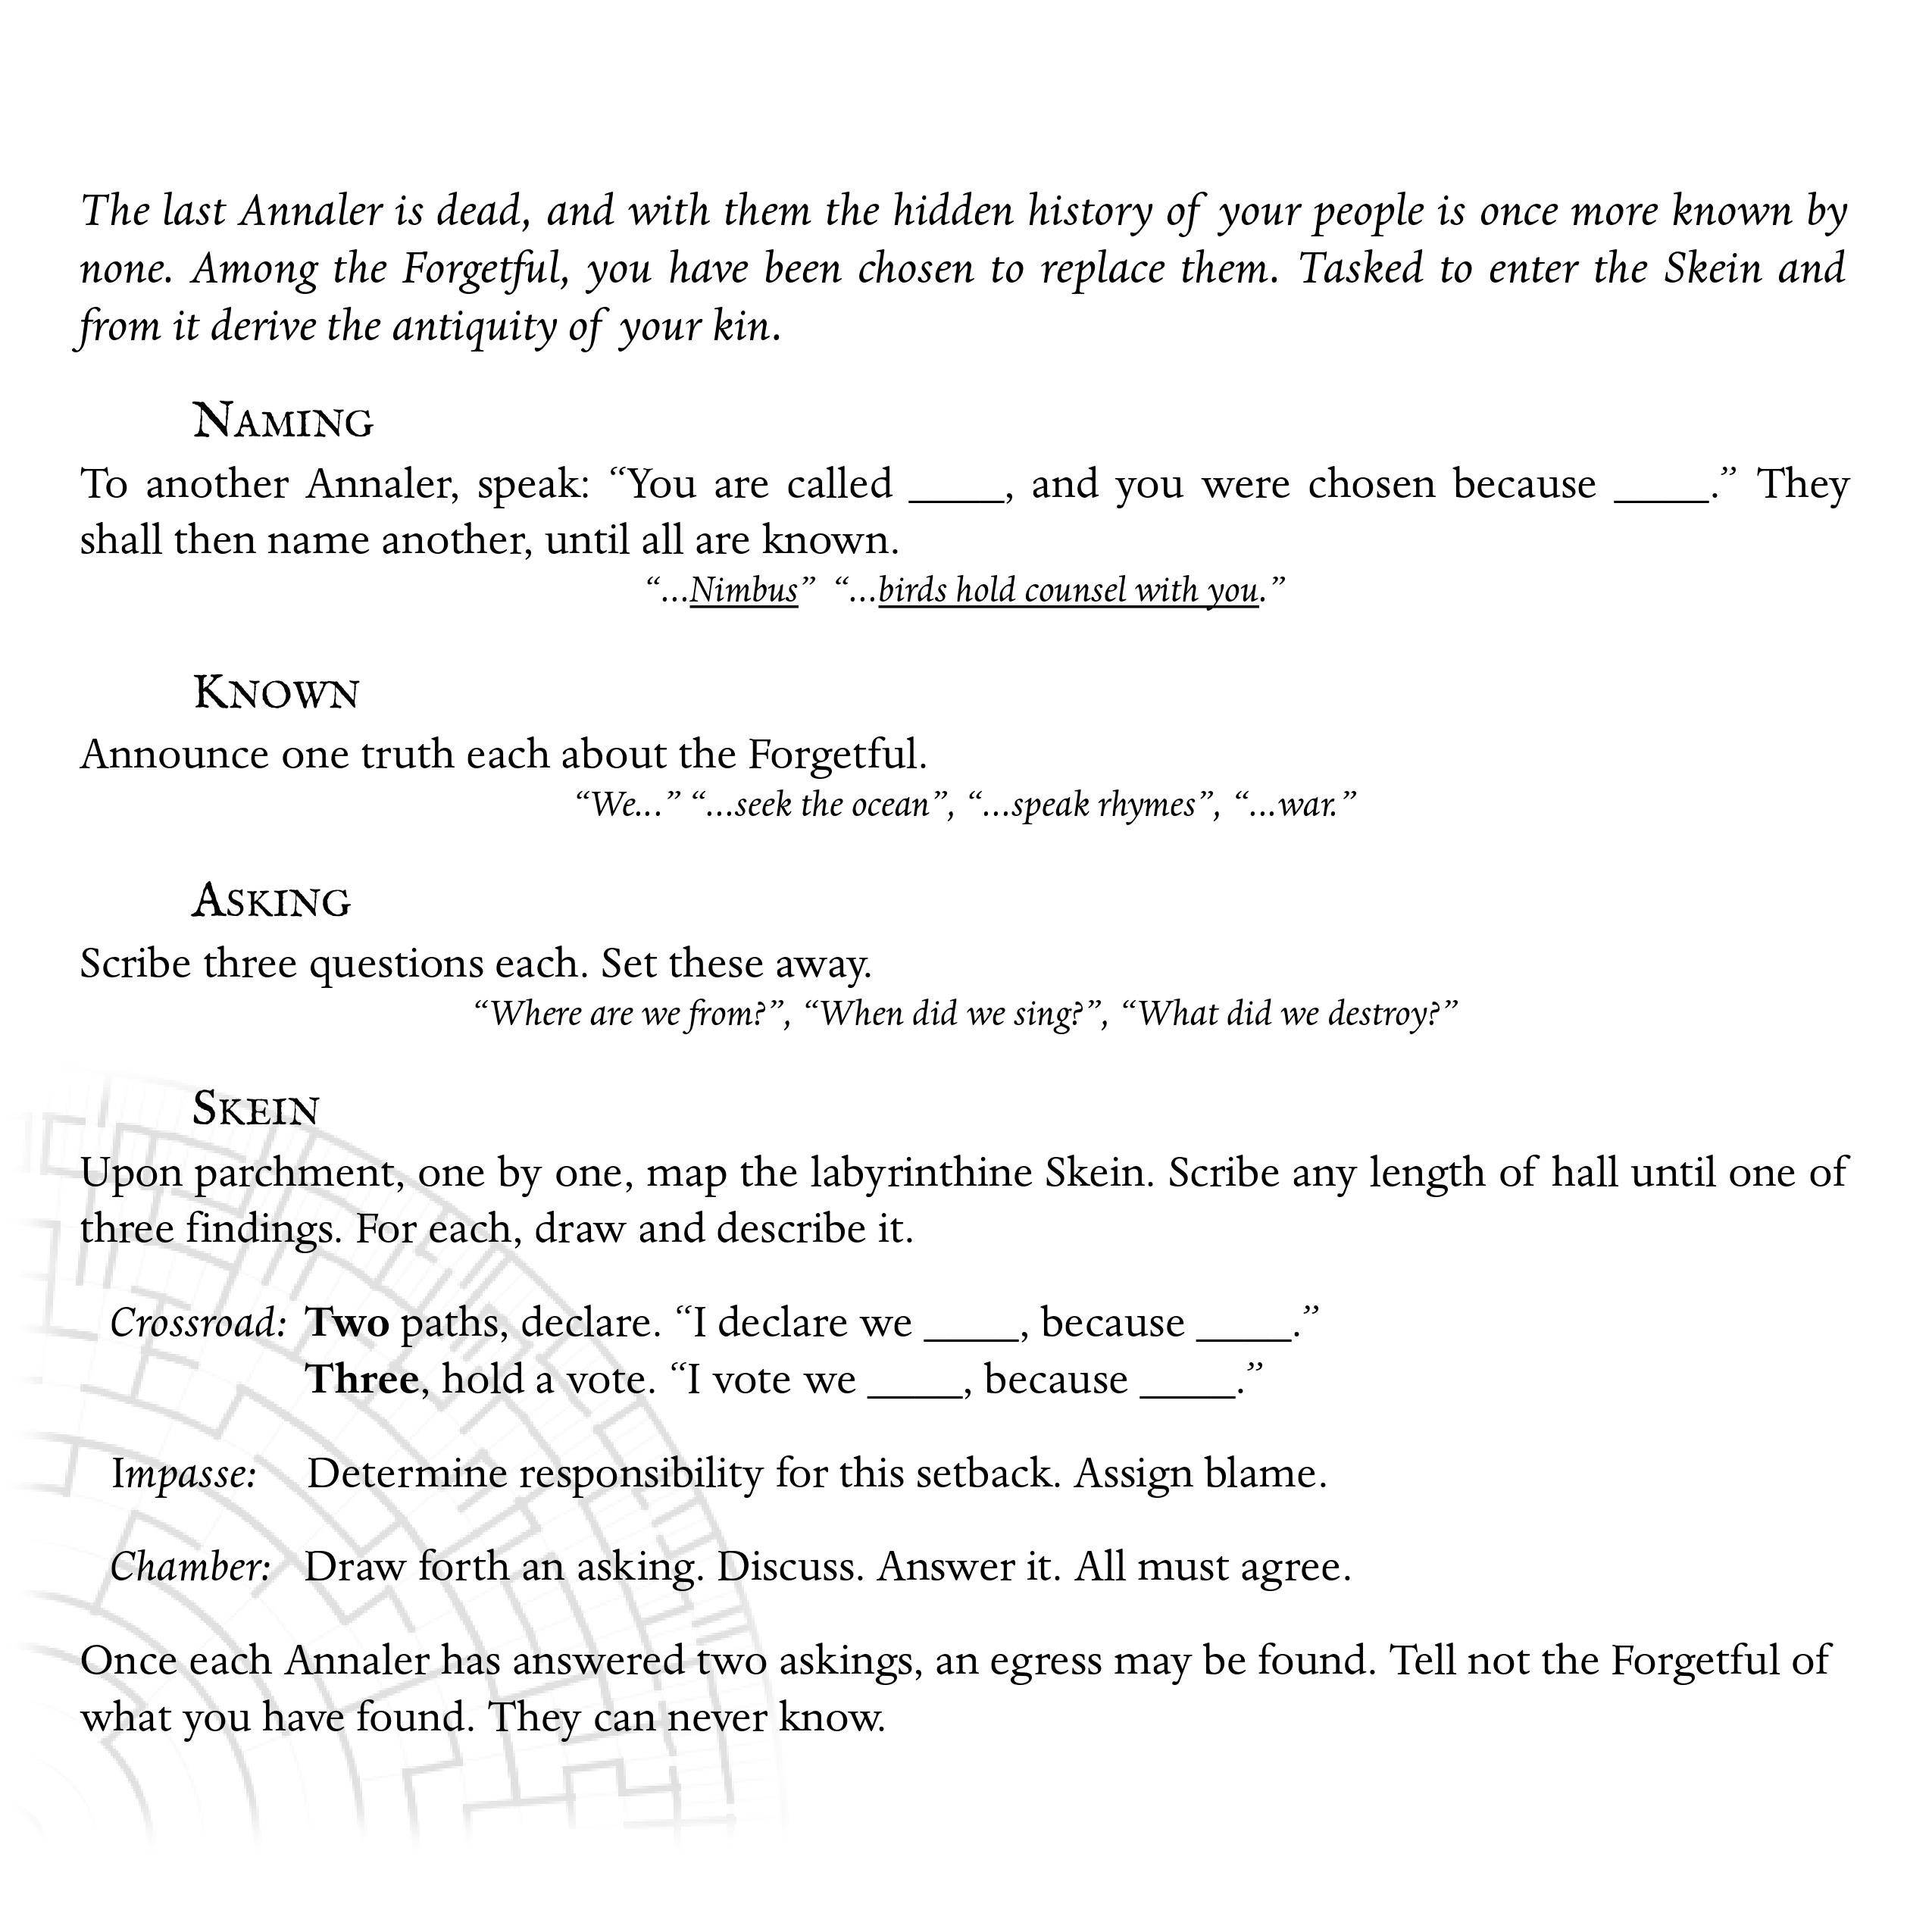 The last Annaler is dead, and with them the hidden history of your people is once more known by
none. Among the Forgetful, you have been chosen to replace them. Tasked to enter the Skein and
from it derive the antiquity of your kin.
Naming
To another Annaler, speak: “You are called ____, and you were chosen because ____.” They
shall then name another, until all are known.
“...Nimbus” “...birds hold counsel with you.”
Known
Announce one truth each about the Forgetful.
“We...” “...seek the ocean”, “...speak rhymes”, “...war.”
Asking
Scribe three questions each. Set these away.
“Where are we from?”, “When did we sing?”, “What did we destroy?”
Skein
Upon parchment, one by one, map the labyrinthine Skein. Scribe any length of hall until one of
three findings. For each, draw and describe it.
Crossroad: Two paths, declare. “I declare we ____, because ____.”
Three, hold a vote. “I vote we ____, because ____.”
Impasse: Determine responsibility for this setback. Assign blame.
Chamber: Draw forth an asking. Discuss. Answer it. All must agree.
Once each Annaler has answered two askings, an egress may be found. Tell not the Forgetful of
what you have found. They can never know.